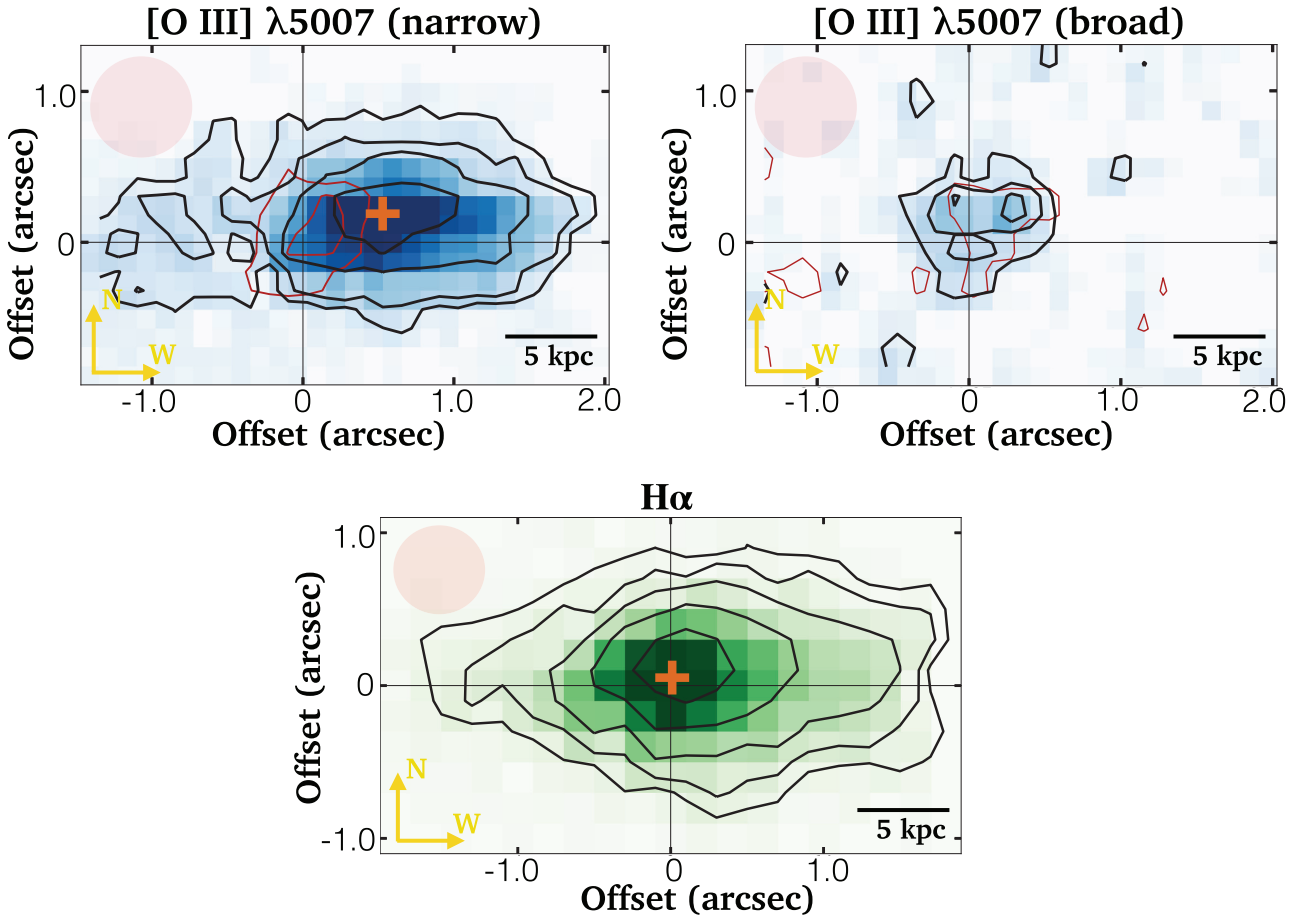 [O III] λ5007 (narrow)
[O III] λ5007 (broad)
Offset (arcsec)
1.0
0
N
W
5 kpc
-1.0
0
1.0
2.0
Offset (arcsec)
Offset (arcsec)
1.0
0
N
W
5 kpc
-1.0
0
1.0
2.0
Offset (arcsec)
Hα
Offset (arcsec)
1.0
0
-1.0
N
W
5 kpc
-1.0
0
1.0
Offset (arcsec)